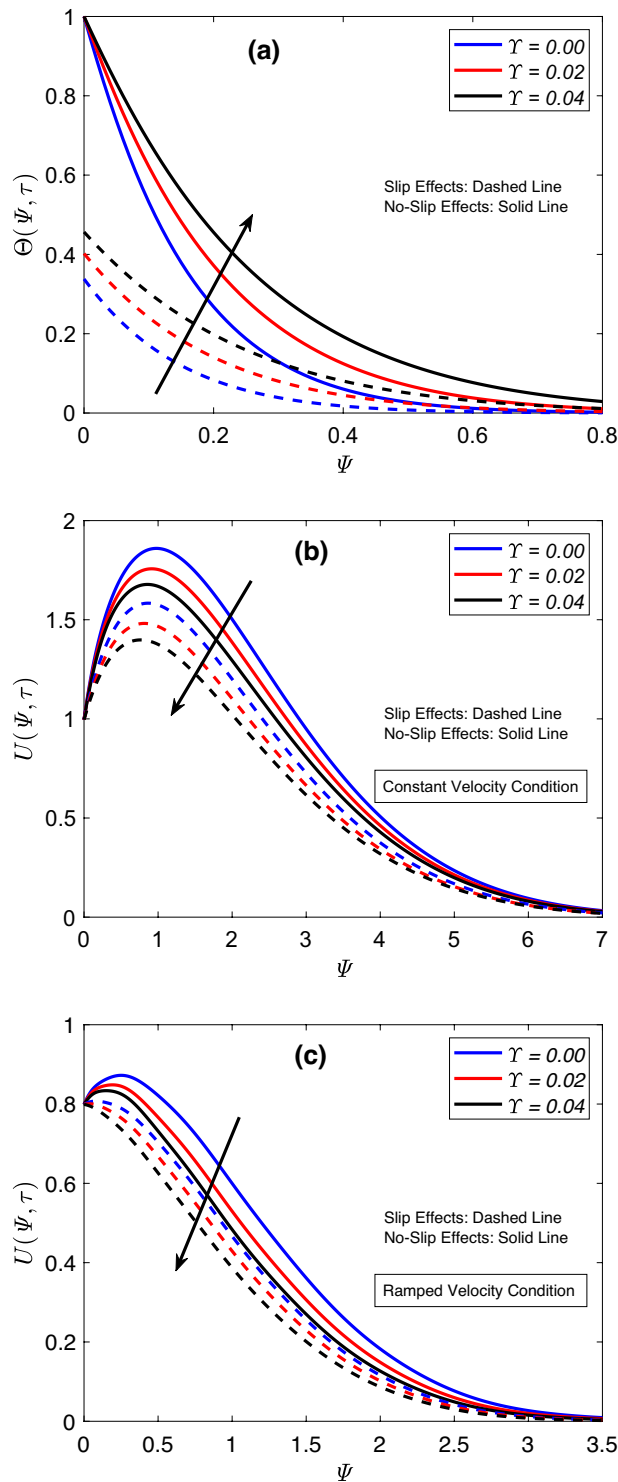 (a)
ϒ = 0.00
ϒ = 0.02
ϒ = 0.04
Slip Effects: Dashed Line
No-Slip Effects: Solid Line
Θ(Ψ, τ)
1
0.8
0.6
0.4
0.2
0
0 0.2 0.4 0.6 0.8
Ψ
(b)
ϒ = 0.00
ϒ = 0.02
ϒ = 0.04
Slip Effects: Dashed Line
No-Slip Effects: Solid Line
Constant Velocity Condition
U(Ψ, τ)
2
1.5
1
0.5
0
0 1 2 3 4 5 6 7
Ψ
(c)
ϒ = 0.00
ϒ = 0.02
ϒ = 0.04
Slip Effects: Dashed Line
No-Slip Effects: Solid Line
Ramped Velocity Condition
U(Ψ, τ)
1
0.8
0.6
0.4
0.2
0
0 0.5 1 1.5 2 2.5 3 3.5
Ψ